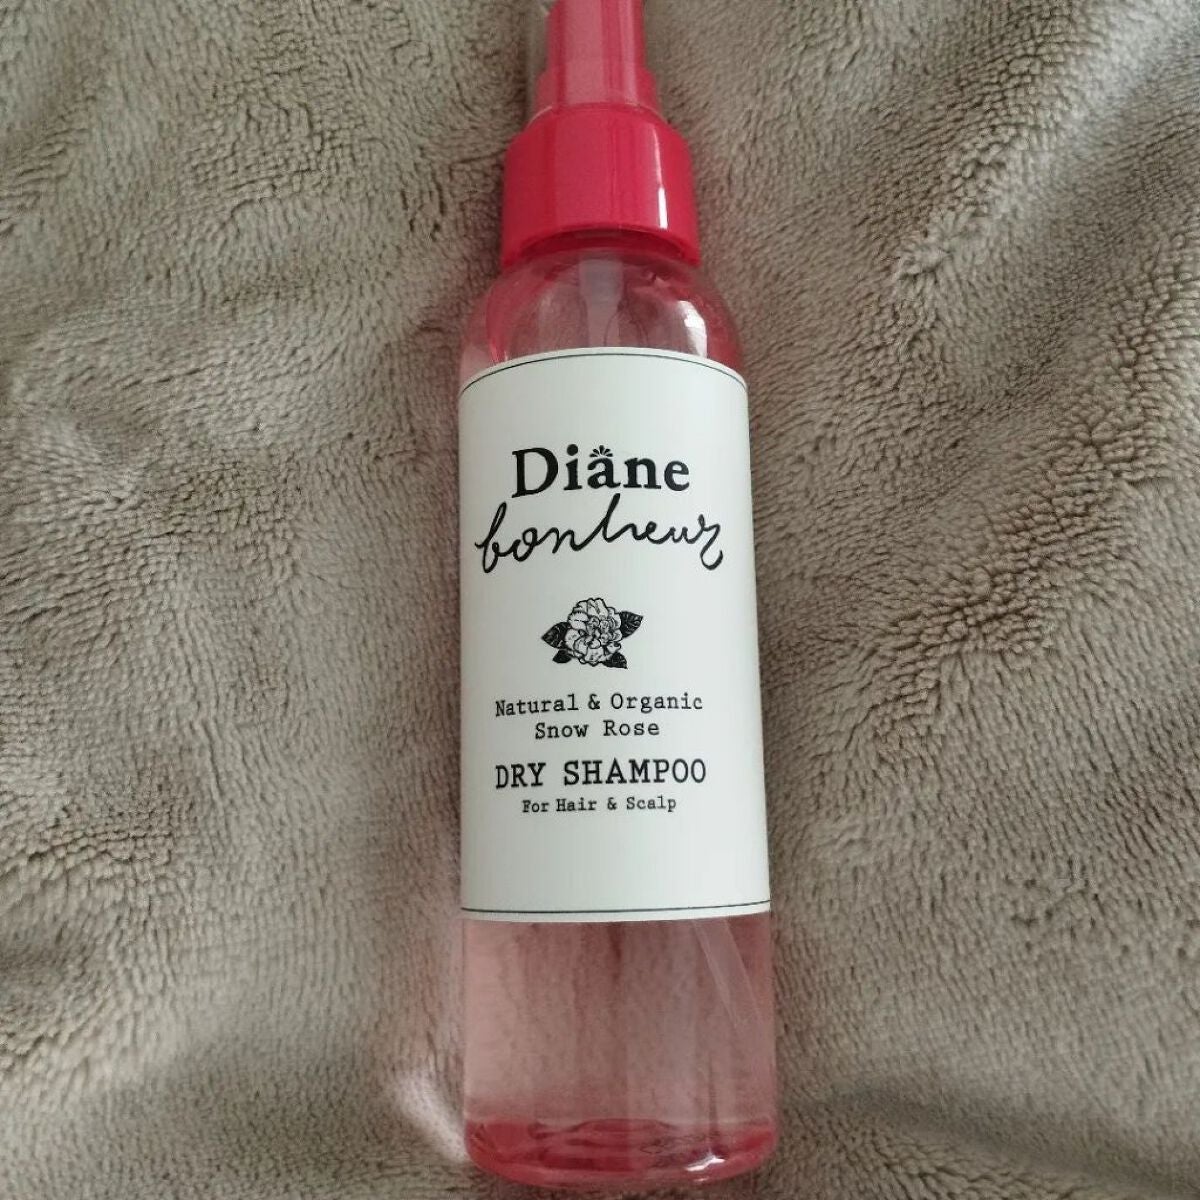 Diane
bonheur
Natural & Organic
Snow Rose
DRY SHAMPOO
For Hair & Scalp